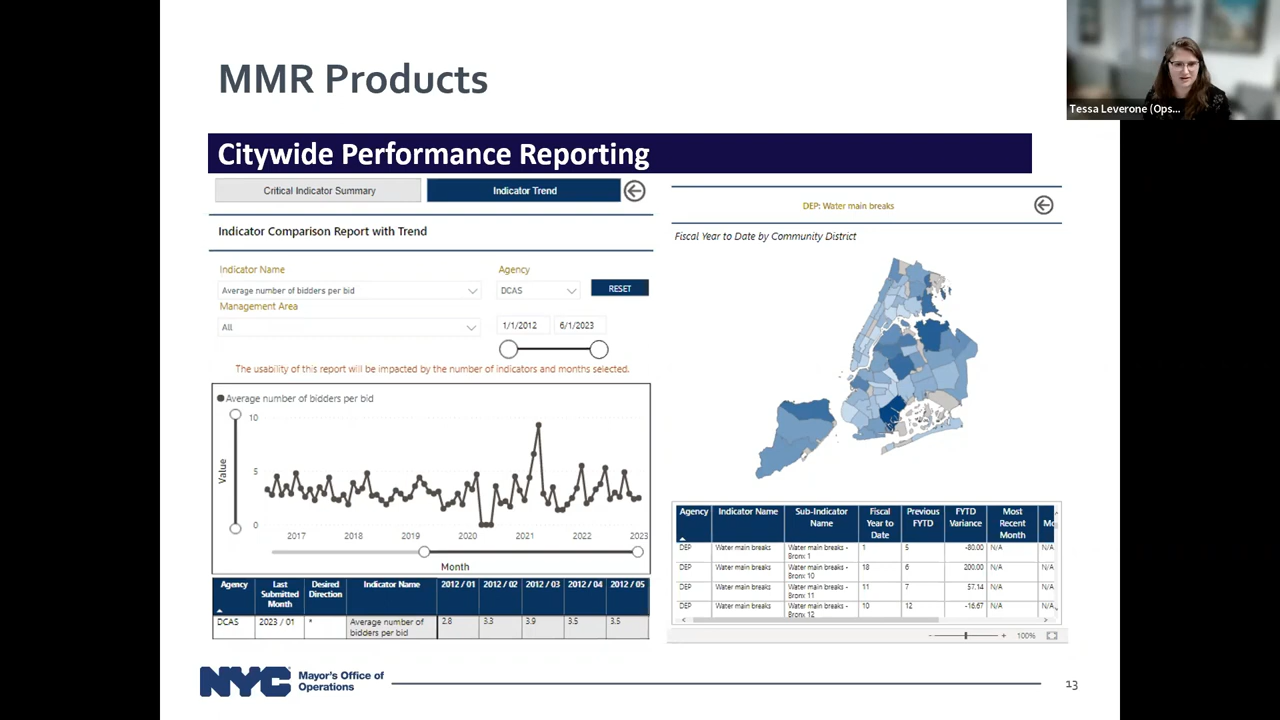 MMR Products
Tessa Leverone (Ops...
Citywide Performance Reporting
Critical Indicator Summary
Indicator Trend
Indicator Comparison Report with Trend
Indicator Name
Agency
Average number of bidders per bid
DCAS
RESET
Management Area
All
1/1/2012
6/1/2023
The usability of this report will be impacted by the number of indicators and months selected.
Average number of bidders per bid
10
Value
5
0
2017 2018 2019 2020 2021 2022 2023
Month
Agency Last Submitted Month Desired Direction Indicator Name 2012 / 01 2012 / 02 2012 / 03 2012 / 04 2012 / 05
DCAS 2023 / 01 * Average number of bidders per bid 2.8 3.3 3.9 3.5 3.5
DEP: Water main breaks
Fiscal Year to Date by Community District
Agency Indicator Name Sub-Indicator Name Fiscal Year to Date Previous FYTD FYTD Variance Most Recent Month
DEP Water main breaks Water main breaks - Bronx 1 1 5 -80.00 N/A N/A
DEP Water main breaks Water main breaks - Bronx 10 18 6 200.00 N/A N/A
DEP Water main breaks Water main breaks - Bronx 11 11 7 57.14 N/A N/A
DEP Water main breaks Water main breaks - Bronx 12 10 12 -16.67 N/A N/A
100%
NYC
Mayor's Office of
Operations
13